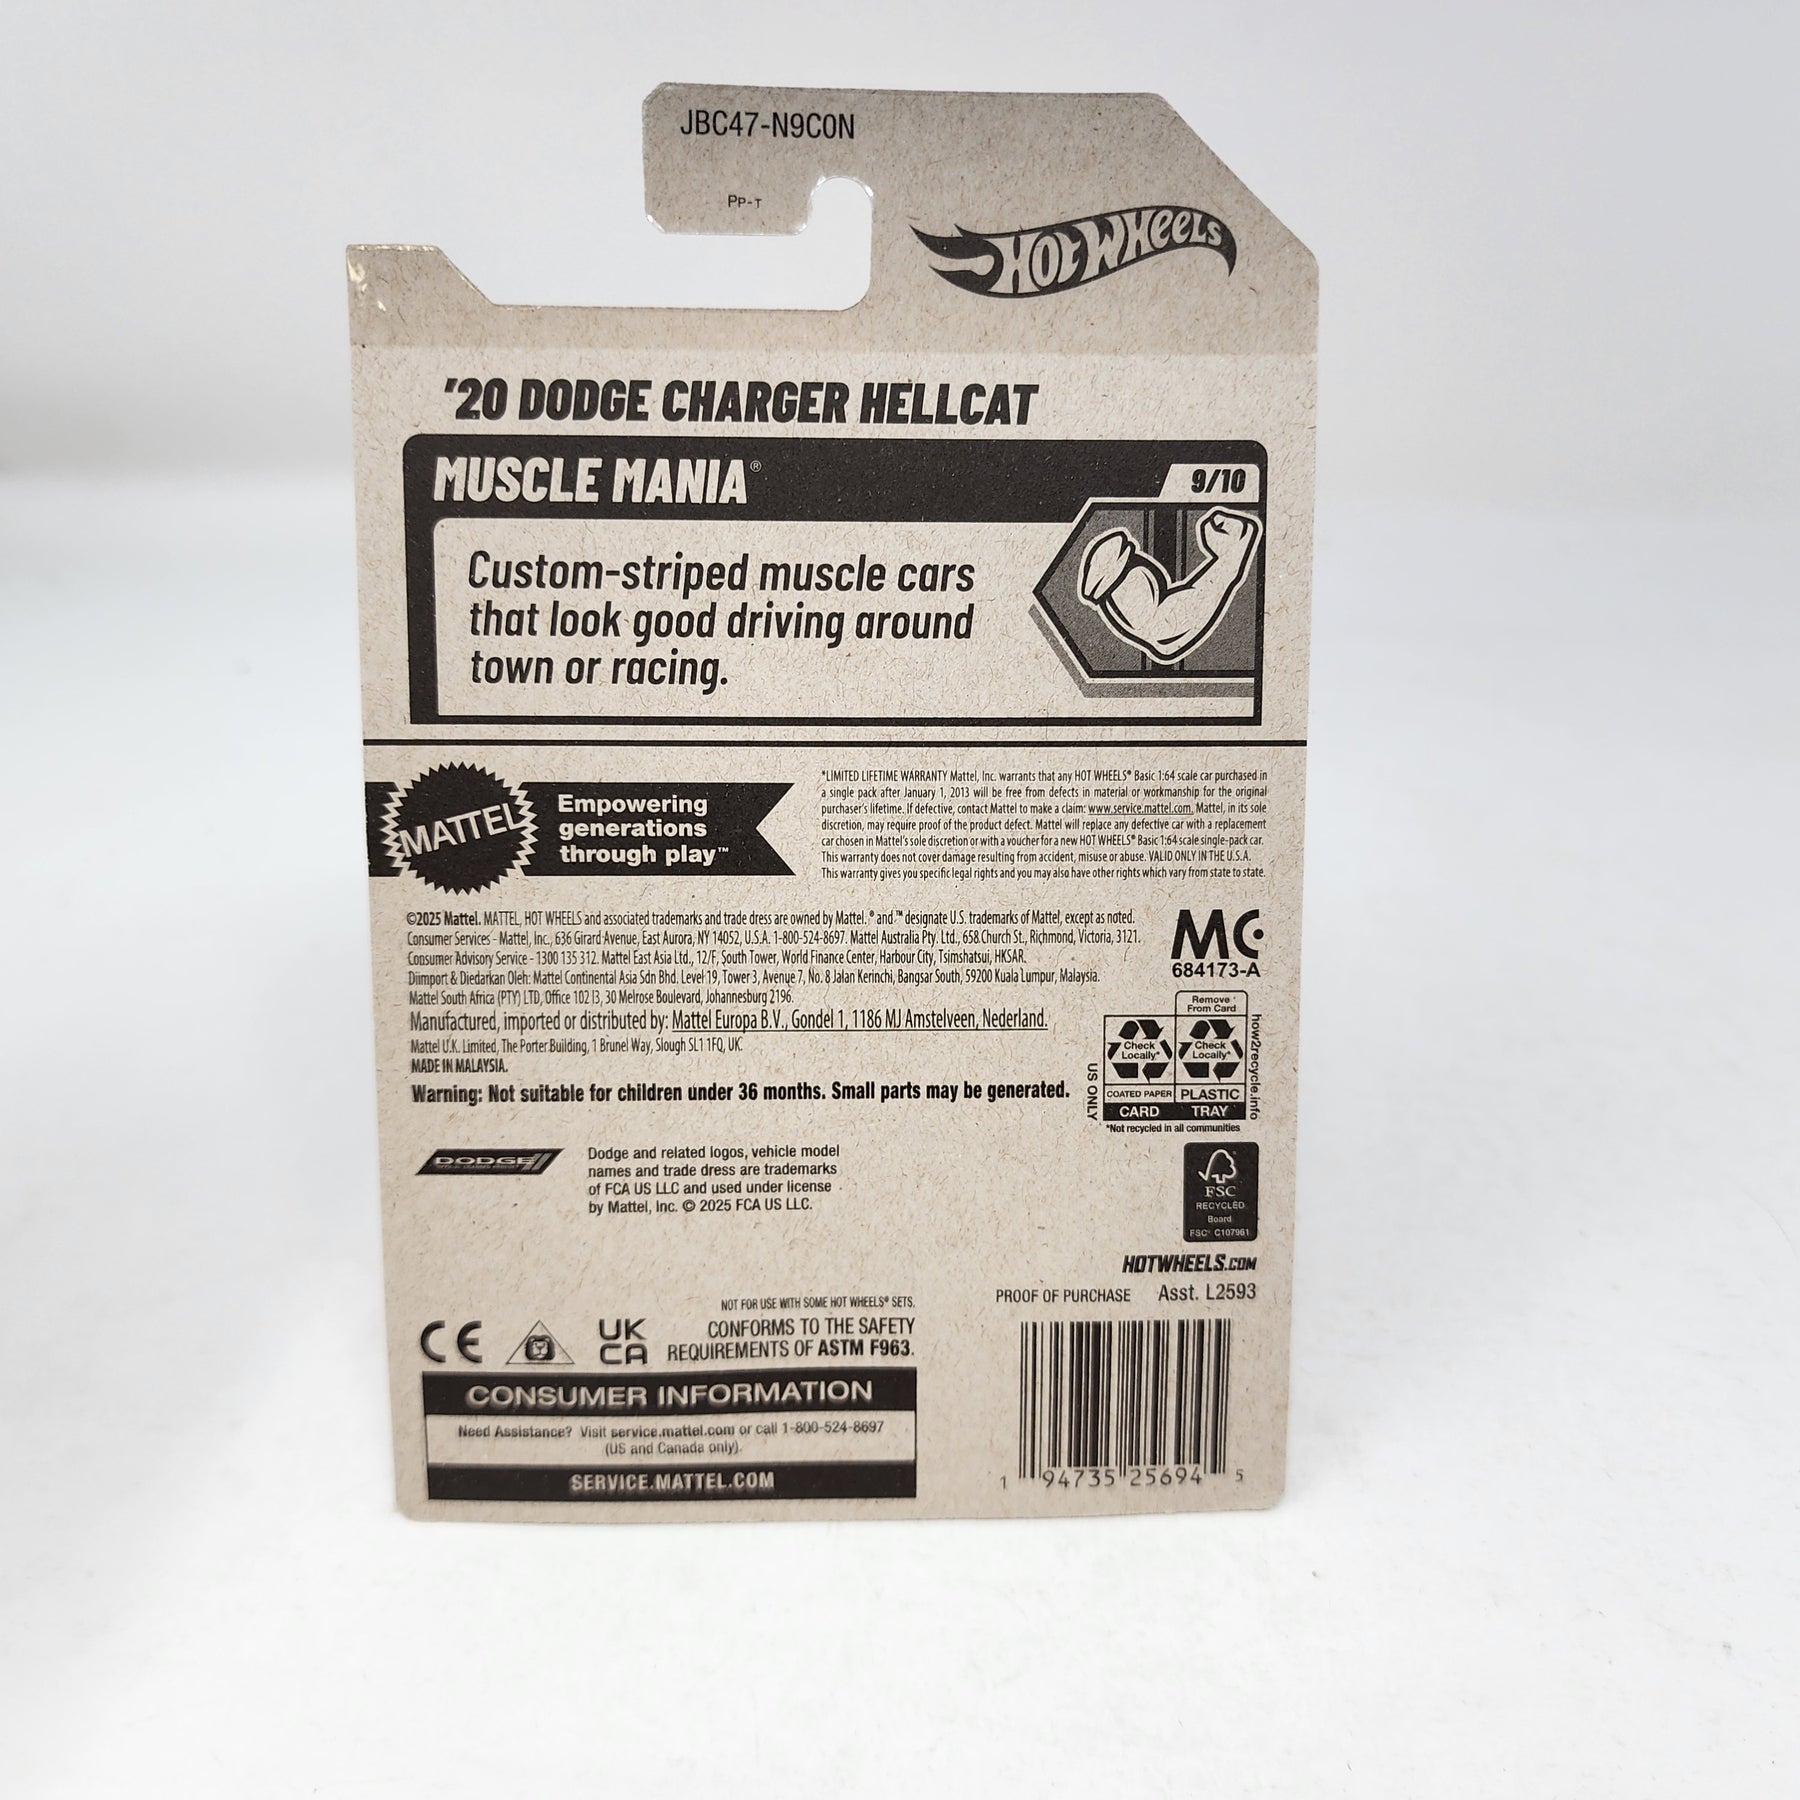 JBC47-N9C0N
PP-T
HOT WHEELS
'20 DODGE CHARGER HELLCAT
MUSCLE MANIA®
9/10
Custom-striped muscle cars
that look good driving around
town or racing.
MATTEL
Empowering
generations
through play™
*LIMITED LIFETIME WARRANTY Mattel, Inc. warrants that any HOT WHEELS® Basic 1:64 scale car purchased in
a single pack after January 1, 2013 will be free from defects in material or workmanship for the original
purchaser's lifetime. If defective, contact Mattel to make a claim: www.service.mattel.com. Mattel, in its sole
discretion, may require proof of the product defect. Mattel will replace any defective car with a replacement
car chosen in Mattel's sole discretion or with a voucher for a new HOT WHEELS® Basic 1:64 scale single-pack car.
This warranty does not cover damage resulting from accident, misuse or abuse. VALID ONLY IN THE U.S.A.
This warranty gives you specific legal rights and you may also have other rights which vary from state to state.
©2025 Mattel. MATTEL, HOT WHEELS and associated trademarks and trade dress are owned by Mattel. ® and ™ designate U.S. trademarks of Mattel, except as noted.
Consumer Services - Mattel, Inc., 636 Girard Avenue, East Aurora, NY 14052, U.S.A. 1-800-524-8697. Mattel Australia Pty. Ltd., 658 Church St., Richmond, Victoria, 3121.
Consumer Advisory Service - 1300 135 312. Mattel East Asia Ltd., 12/F, South Tower, World Finance Center, Harbour City, Tsimshatsui, HKSAR.
Diimport & Diedarkan Oleh: Mattel Continental Asia Sdn Bhd. Level 19, Tower 3, Avenue 7, No. 8 Jalan Kerinchi, Bangsar South, 59200 Kuala Lumpur, Malaysia.
Mattel South Africa (PTY) LTD, Office 102 I3, 30 Melrose Boulevard, Johannesburg 2196.
Manufactured, imported or distributed by: Mattel Europa B.V., Gondel 1, 1186 MJ Amstelveen, Nederland.
Mattel U.K. Limited, The Porter Building, 1 Brunel Way, Slough SL1 1FQ, UK.
MADE IN MALAYSIA.
Warning: Not suitable for children under 36 months. Small parts may be generated.
MC
684173-A
Remove
From Card
Check
Locally*
Check
Locally*
COATED PAPER
PLASTIC
CARD
TRAY
US ONLY
how2recycle.info
*Not recycled in all communities
DODGE
Dodge and related logos, vehicle model
names and trade dress are trademarks
of FCA US LLC and used under license
by Mattel, Inc. © 2025 FCA US LLC.
FSC
RECYCLED
Board
FSC® C107961
HOTWHEELS.COM
PROOF OF PURCHASE Asst. L2593
NOT FOR USE WITH SOME HOT WHEELS® SETS.
CE
UK
CA
CONFORMS TO THE SAFETY
REQUIREMENTS OF ASTM F963.
CONSUMER INFORMATION
Need Assistance? Visit service.mattel.com or call 1-800-524-8697
(US and Canada only).
SERVICE.MATTEL.COM
1 94735 25694 5